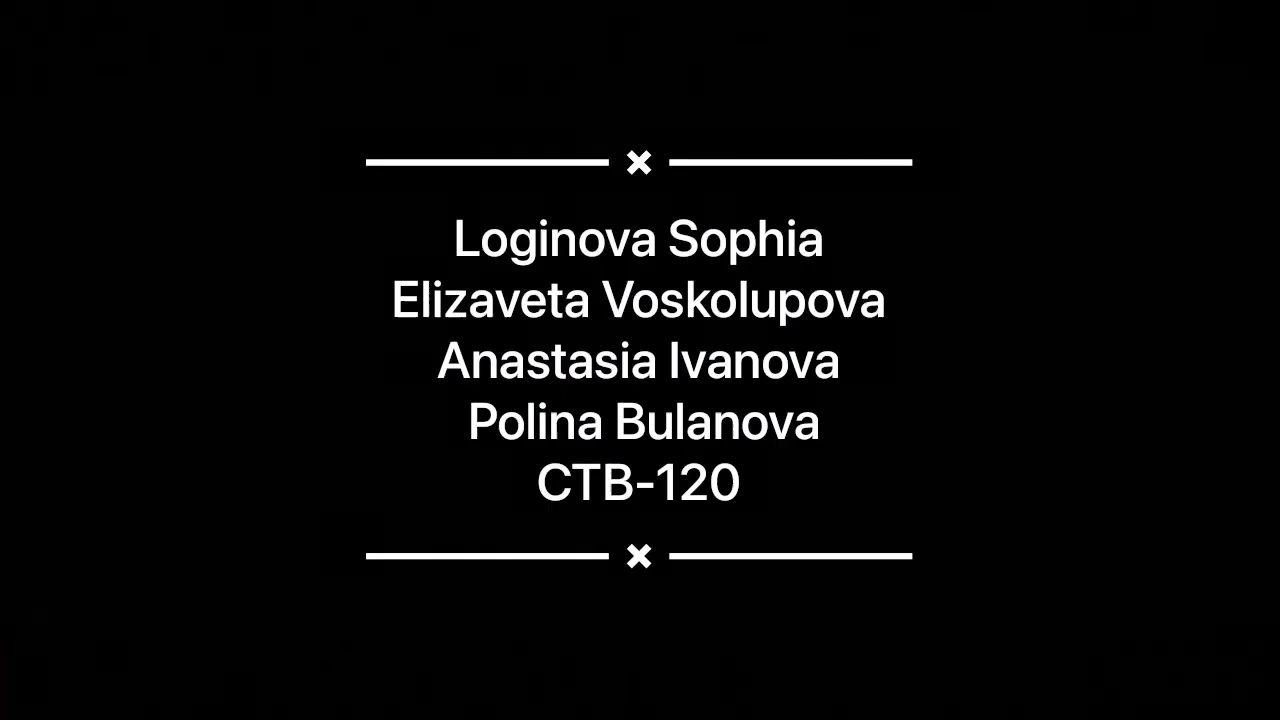 Loginova Sophia
Elizaveta Voskolupova
Anastasia Ivanova
Polina Bulanova
CTB-120